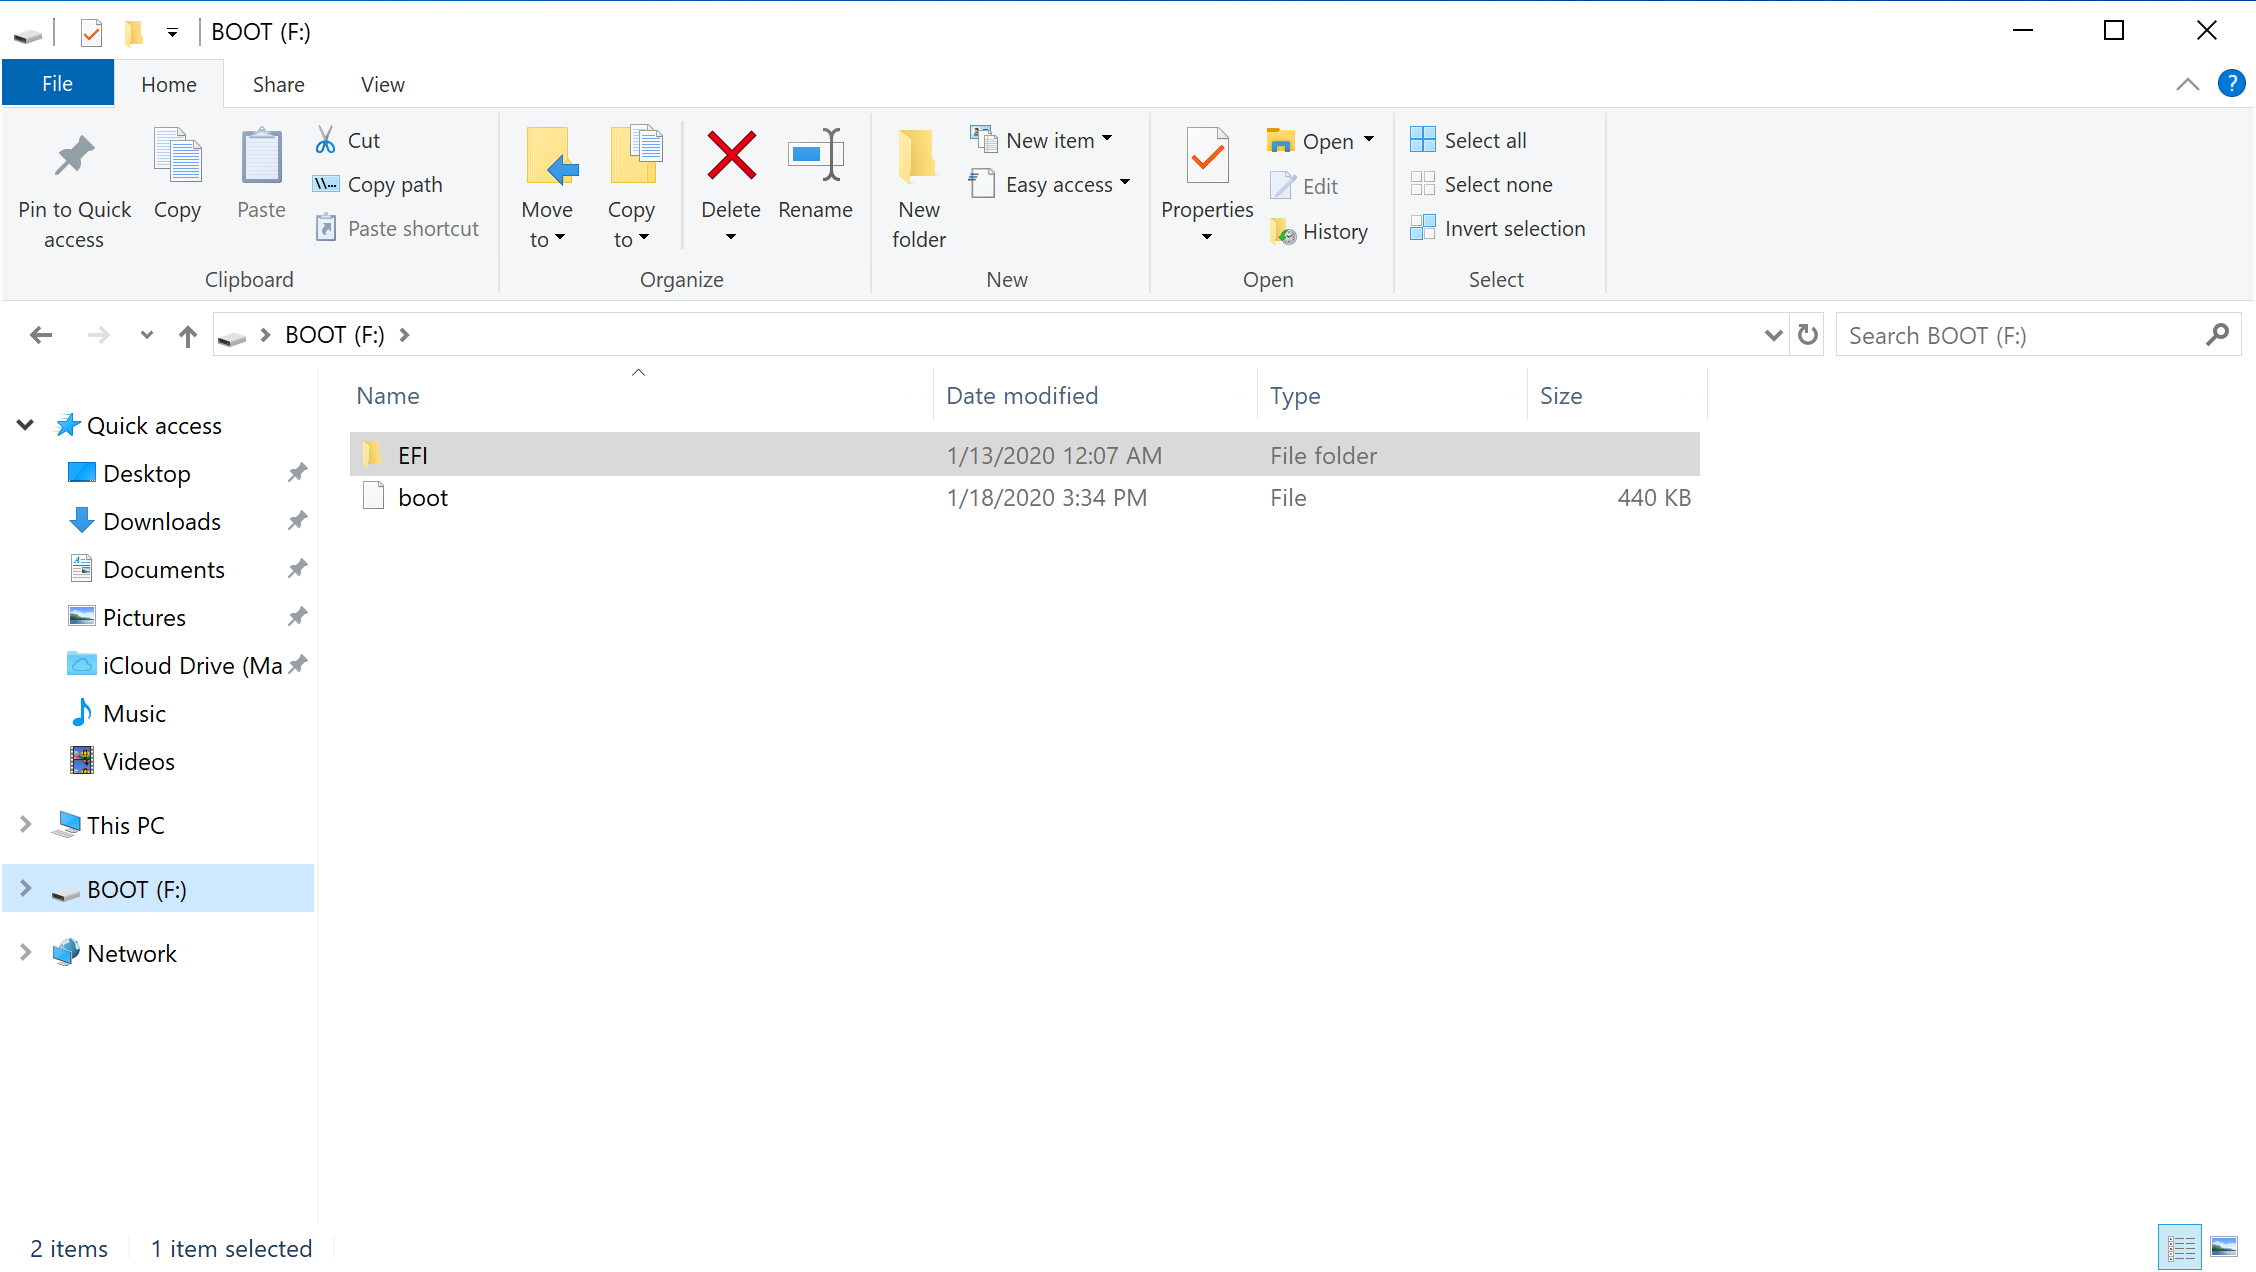 BOOT (F:)
File
Home
Share
View
?
Pin to Quick
access
Copy
Paste
Cut
Copy path
Paste shortcut
Clipboard
Move
to
Copy
to
Delete
Rename
Organize
New
folder
New item
Easy access
New
Properties
Open
Edit
History
Open
Select all
Select none
Invert selection
Select
BOOT (F:)
Search BOOT (F:)
Name
Date modified
Type
Size
EFI
1/13/2020 12:07 AM
File folder
boot
1/18/2020 3:34 PM
File
440 KB
Quick access
Desktop
Downloads
Documents
Pictures
iCloud Drive (Ma
Music
Videos
This PC
BOOT (F:)
Network
2 items
1 item selected